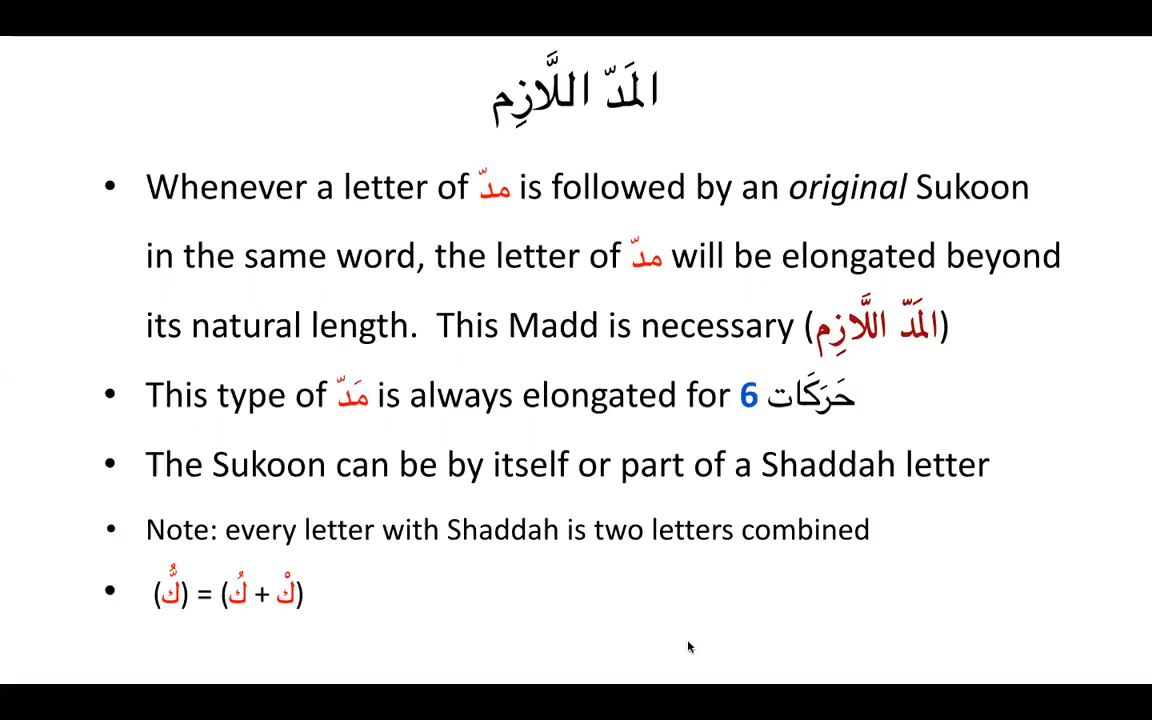 المَدّ اللَّازِم
• Whenever a letter of مدّ is followed by an original Sukoon
in the same word, the letter of مدّ will be elongated beyond
its natural length. This Madd is necessary (المَدّ اللَّازِم)
• This type of مَدّ is always elongated for 6 حَرَكَات
• The Sukoon can be by itself or part of a Shaddah letter
• Note: every letter with Shaddah is two letters combined
• (كُّ) = (كُ + كْ)